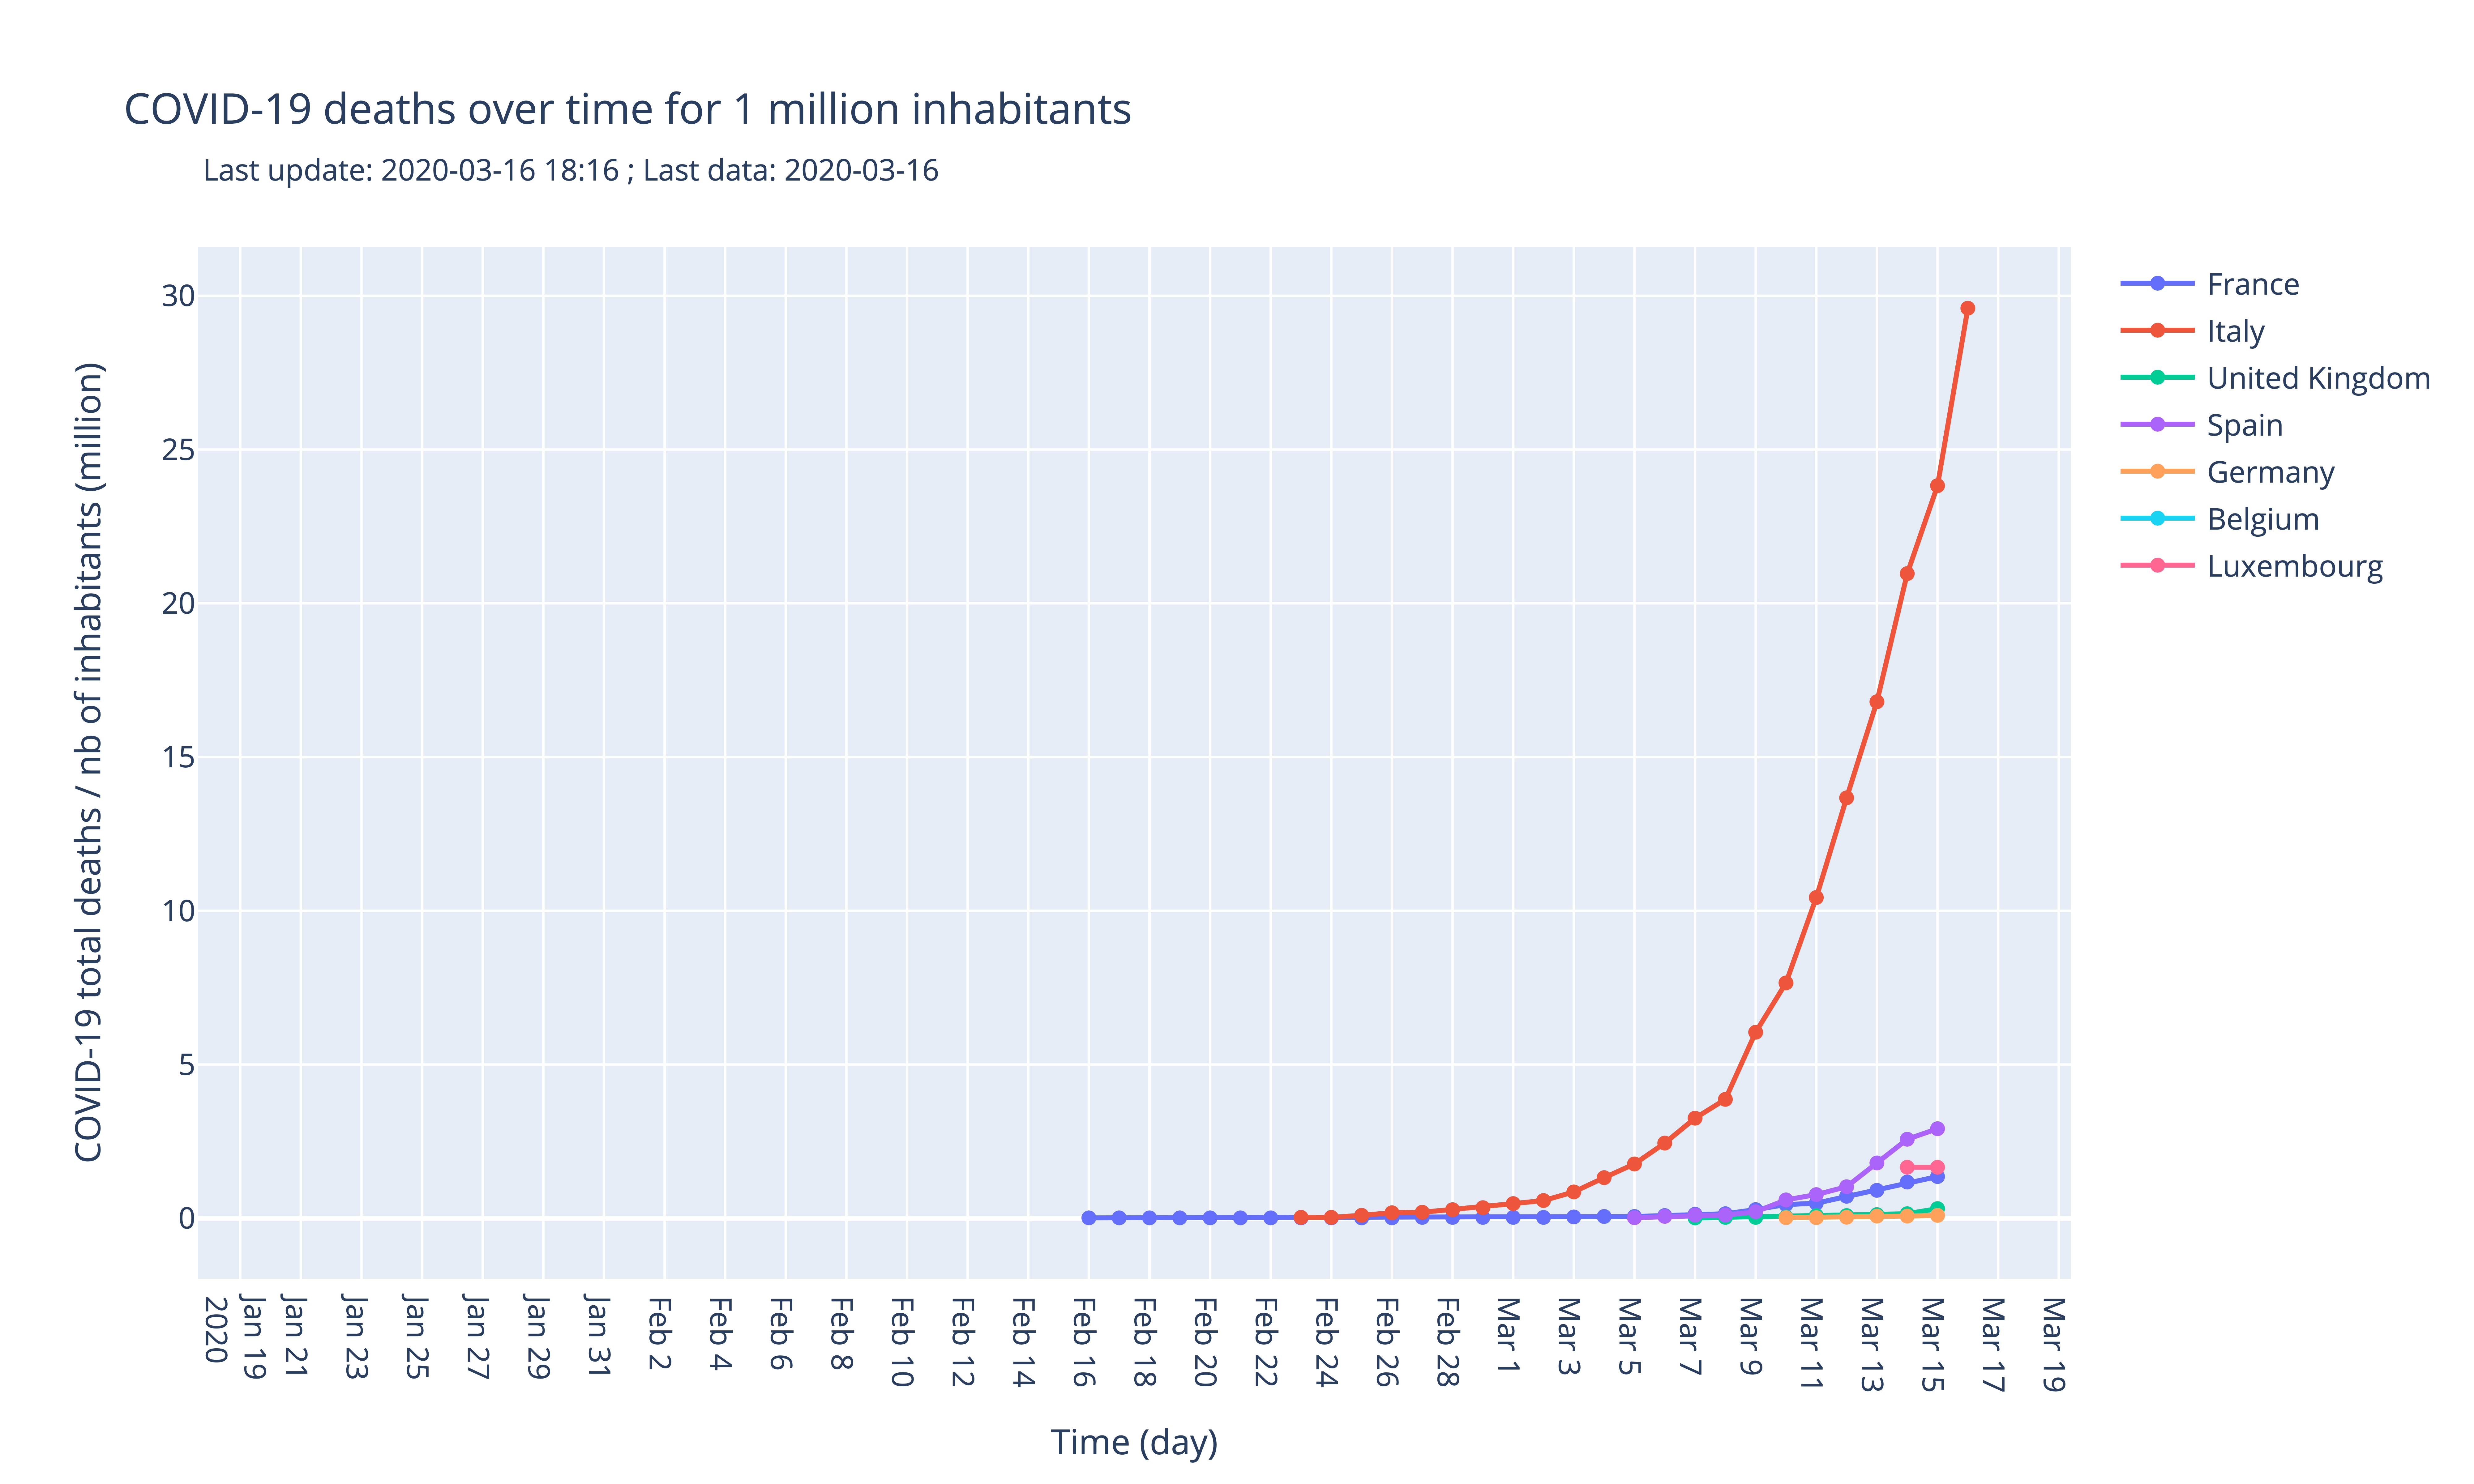 COVID-19 deaths over time for 1 million inhabitants
Last update: 2020-03-16 18:16 ; Last data: 2020-03-16
COVID-19 total deaths / nb of inhabitants (million)
30
25
20
15
10
5
0
Jan 19
2020
Jan 21
Jan 23
Jan 25
Jan 27
Jan 29
Jan 31
Feb 2
Feb 4
Feb 6
Feb 8
Feb 10
Feb 12
Feb 14
Feb 16
Feb 18
Feb 20
Feb 22
Feb 24
Feb 26
Feb 28
Mar 1
Mar 3
Mar 5
Mar 7
Mar 9
Mar 11
Mar 13
Mar 15
Mar 17
Mar 19
Time (day)
France
Italy
United Kingdom
Spain
Germany
Belgium
Luxembourg